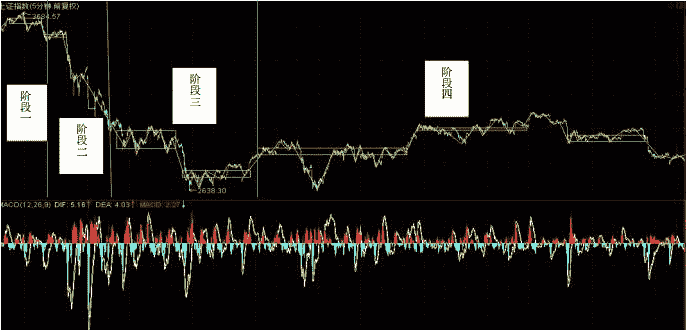 上证指数(5分钟.前复权)
3684.57
阶段一
阶段二
阶段三
阶段四
2638.30
MACD(12,26,9) DIF: 5.16↑ DEA: 4.03↑ MACD: 2.27↓